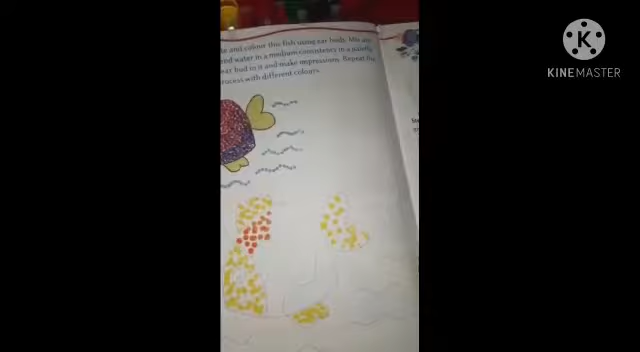 and colour this fish using ear buds. Mix any
water in a medium consistency in a palette
bud in it and make impressions. Repeat the
with different colours.
KINEMASTER